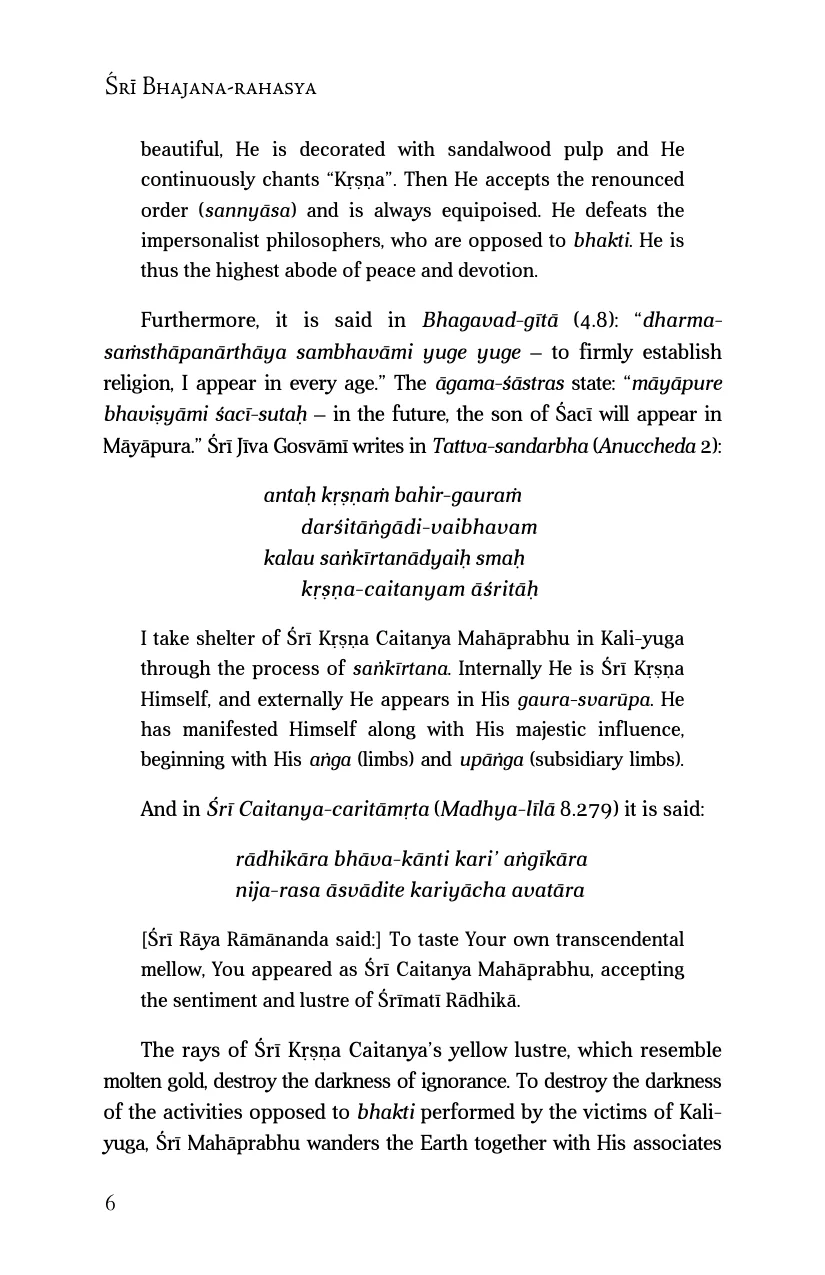 Śrī Bhajana-rahasya
beautiful, He is decorated with sandalwood pulp and He
continuously chants “Kṛṣṇa”. Then He accepts the renounced
order (sannyāsa) and is always equipoised. He defeats the
impersonalist philosophers, who are opposed to bhakti. He is
thus the highest abode of peace and devotion.
Furthermore, it is said in Bhagavad-gītā (4.8): “dharma-
saṁsthāpanārthāya sambhavāmi yuge yuge – to firmly establish
religion, I appear in every age.” The āgama-śāstras state: “māyāpure
bhaviṣyāmi śacī-sutaḥ – in the future, the son of Śacī will appear in
Māyāpura.” Śrī Jīva Gosvāmī writes in Tattva-sandarbha (Anuccheda 2):
antaḥ kṛṣṇaṁ bahir-gauraṁ
darśitāṅgādi-vaibhavam
kalau saṅkīrtanādyaiḥ smaḥ
kṛṣṇa-caitanyam āśritāḥ
I take shelter of Śrī Kṛṣṇa Caitanya Mahāprabhu in Kali-yuga
through the process of saṅkīrtana. Internally He is Śrī Kṛṣṇa
Himself, and externally He appears in His gaura-svarūpa. He
has manifested Himself along with His majestic influence,
beginning with His aṅga (limbs) and upāṅga (subsidiary limbs).
And in Śrī Caitanya-caritāmṛta (Madhya-līlā 8.279) it is said:
rādhikāra bhāva-kānti kari’ aṅgīkāra
nija-rasa āsvādite kariyācha avatāra
[Śrī Rāya Rāmānanda said:] To taste Your own transcendental
mellow, You appeared as Śrī Caitanya Mahāprabhu, accepting
the sentiment and lustre of Śrīmatī Rādhikā.
The rays of Śrī Kṛṣṇa Caitanya’s yellow lustre, which resemble
molten gold, destroy the darkness of ignorance. To destroy the darkness
of the activities opposed to bhakti performed by the victims of Kali-
yuga, Śrī Mahāprabhu wanders the Earth together with His associates
6